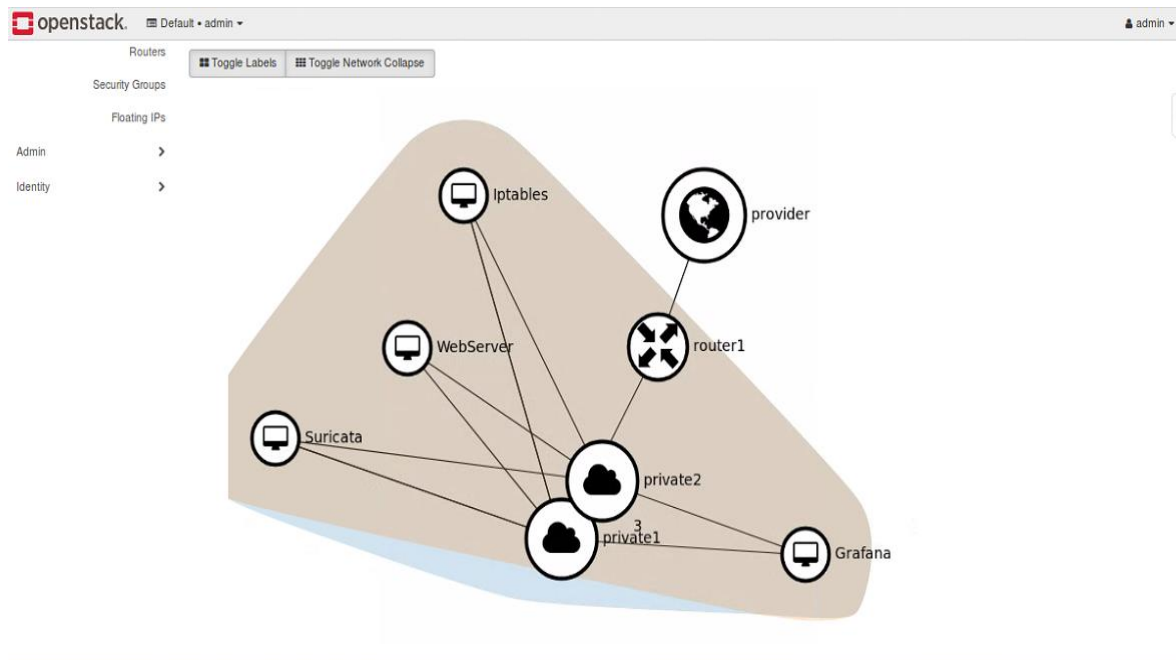 openstack. Default • admin admin
Routers
Toggle Labels Toggle Network Collapse
Security Groups
Floating IPs
Admin
Identity
Iptables
provider
router1
WebServer
Suricata
private2
3
private1
Grafana